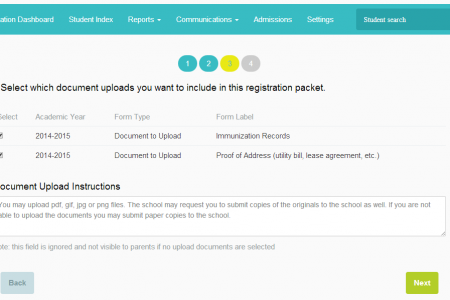 ation Dashboard Student Index Reports Communications Admissions Settings Student search
1 2 3 4
Select which document uploads you want to include in this registration packet.
Select Academic Year Form Type Form Label
2014-2015 Document to Upload Immunization Records
2014-2015 Document to Upload Proof of Address (utility bill, lease agreement, etc.)
ocument Upload Instructions
You may upload pdf, gif, jpg or png files. The school may request you to submit copies of the originals to the school as well. If you are not
able to upload the documents you may submit paper copies to the school
ote: this field is ignored and not visible to parents if no upload documents are selected
Back Next